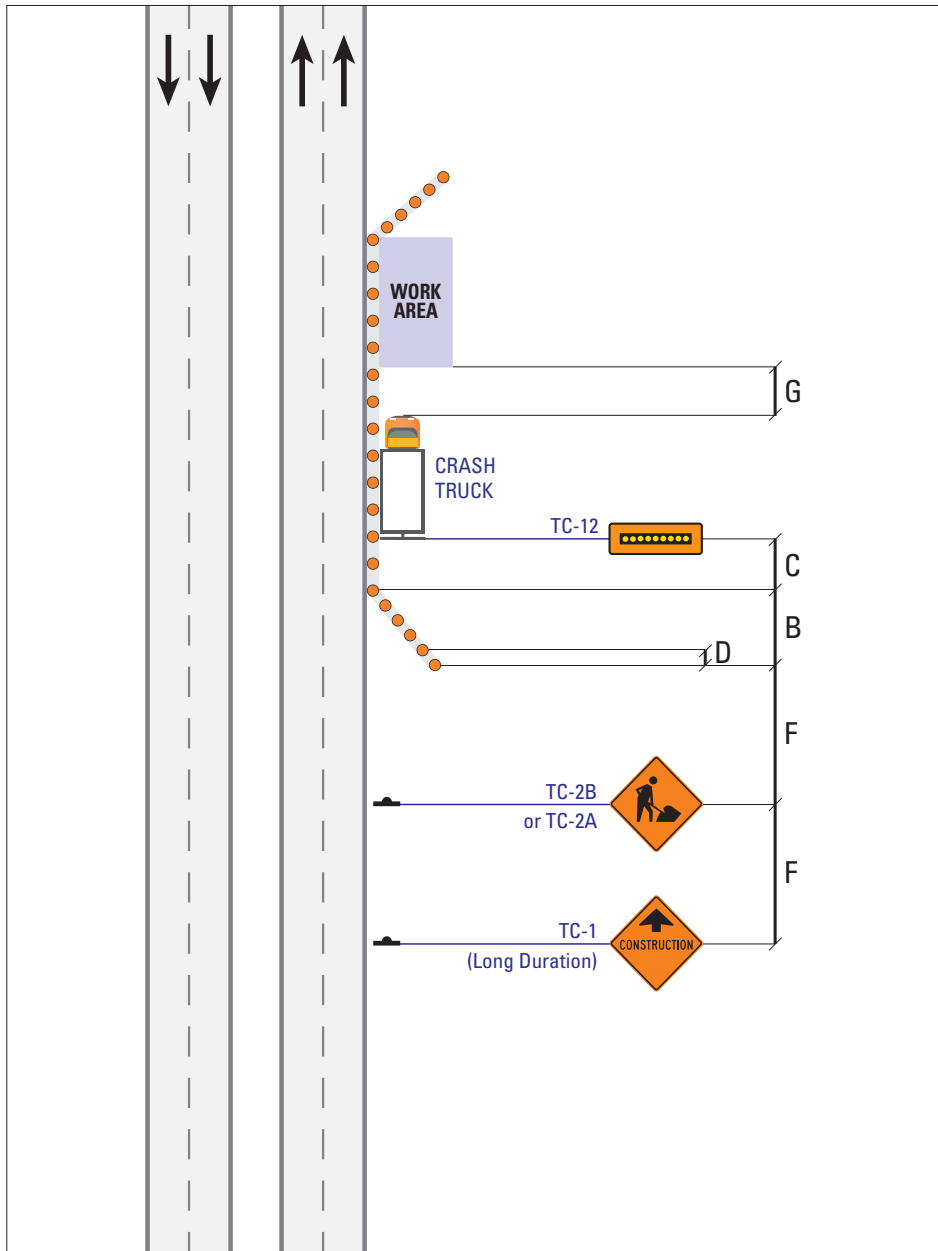 WORK
AREA
G
CRASH
TRUCK
TC-12
C
B
D
F
TC-2B
or TC-2A
F
TC-1
(Long Duration)
CONSTRUCTION